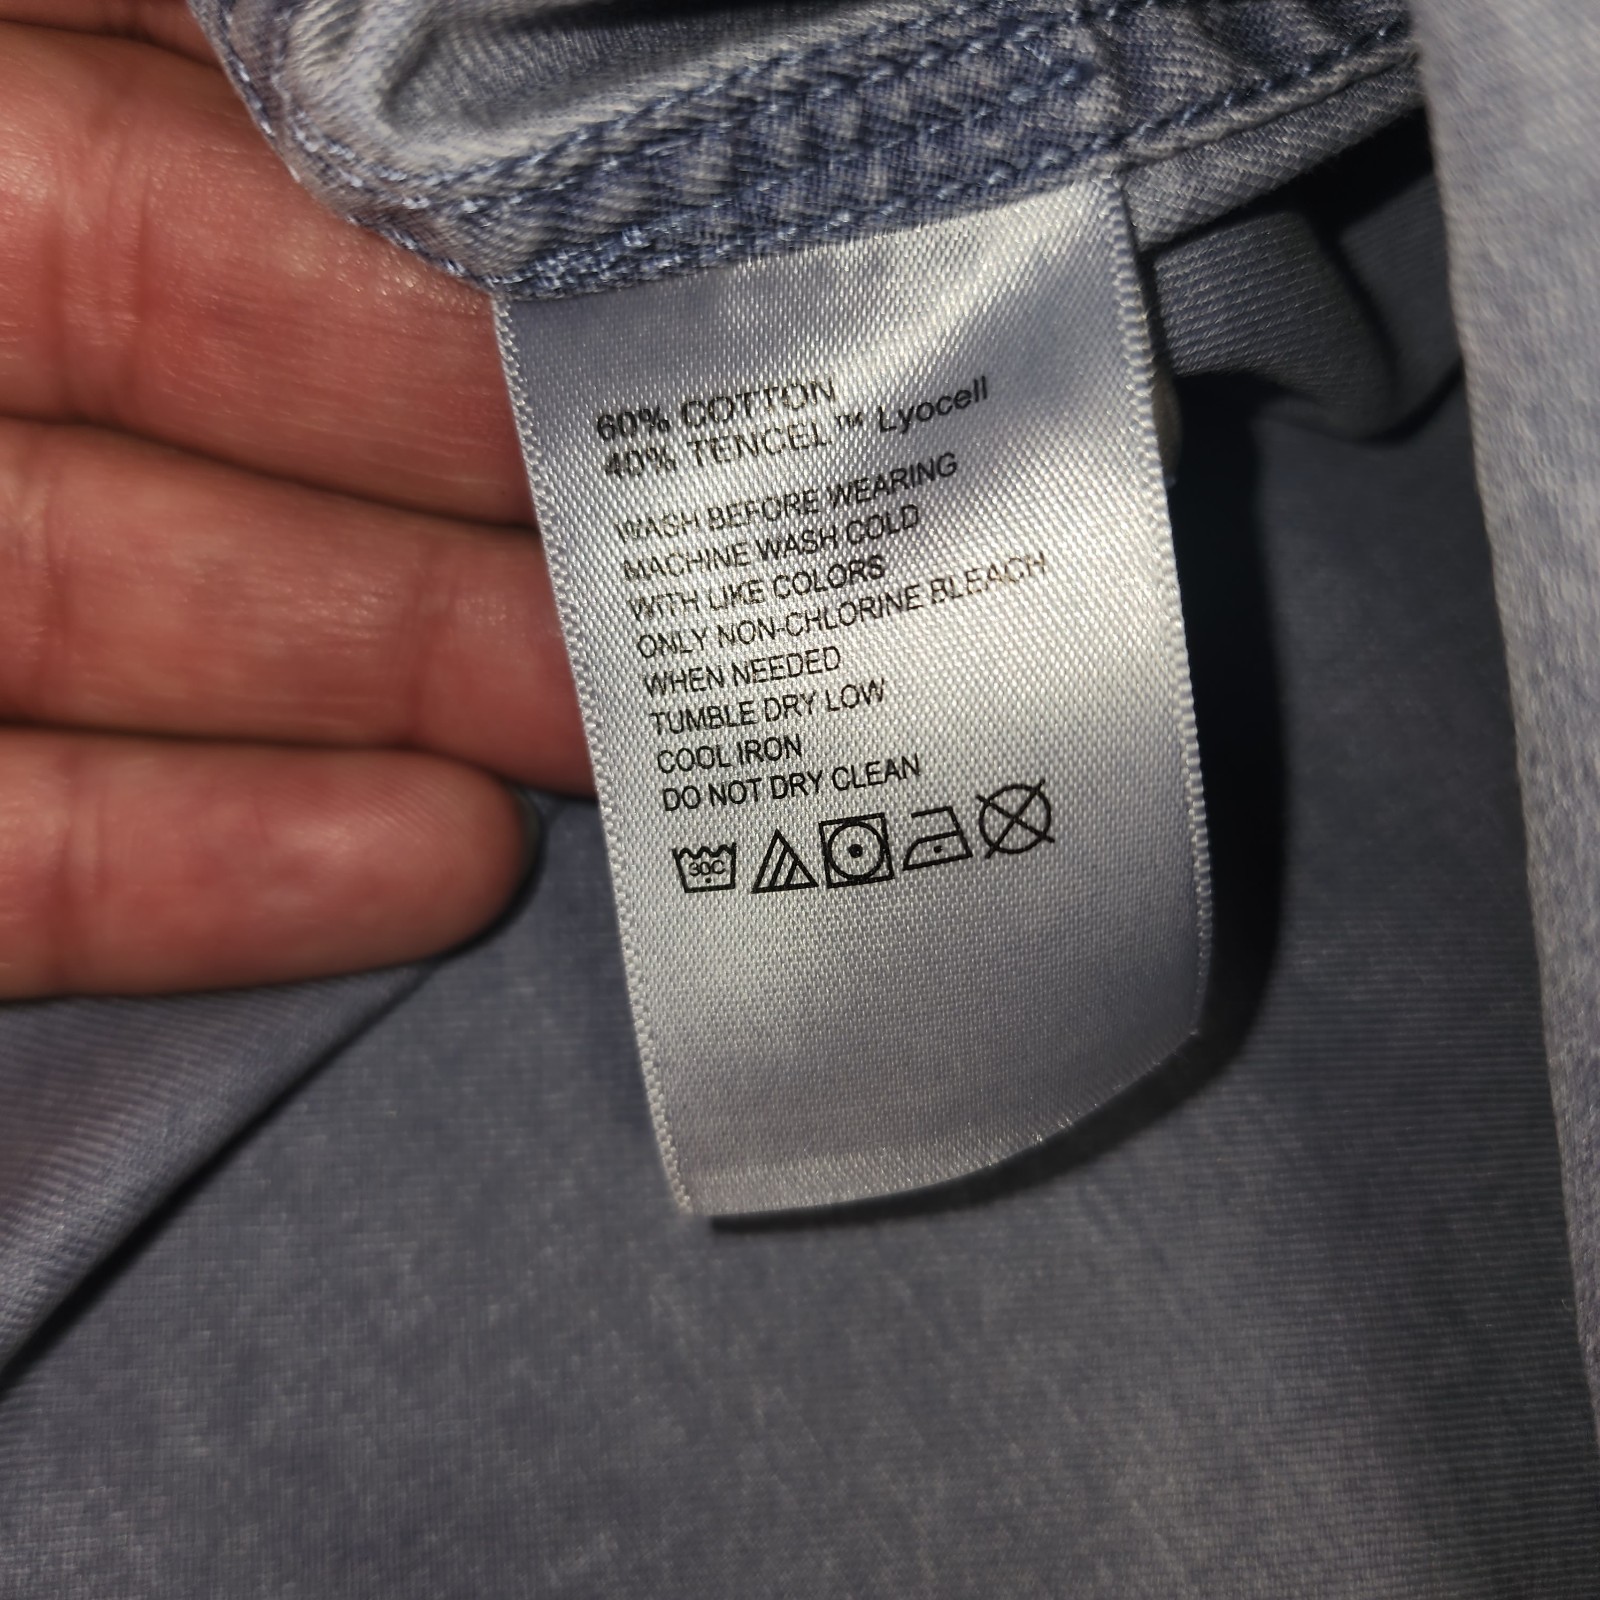 60% COTTON
40% TENCEL™ Lyocell
WASH BEFORE WEARING
MACHINE WASH COLD
WITH LIKE COLORS
ONLY NON-CHLORINE BLEACH
WHEN NEEDED
TUMBLE DRY LOW
COOL IRON
DO NOT DRY CLEAN
30C